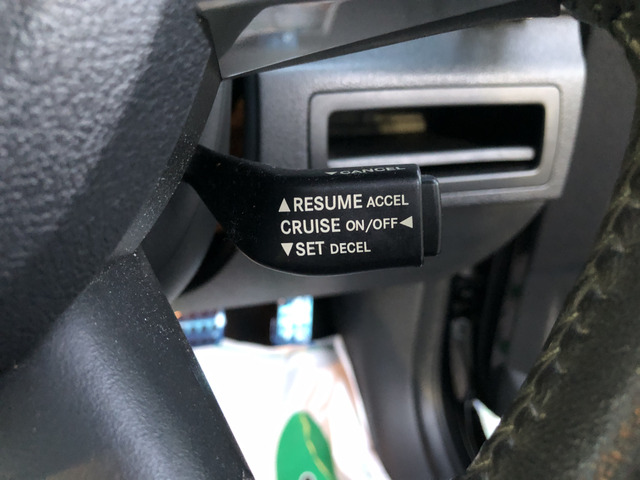 ▼CANCEL
▲RESUME ACCEL
CRUISE ON/OFF◀
▼SET DECEL